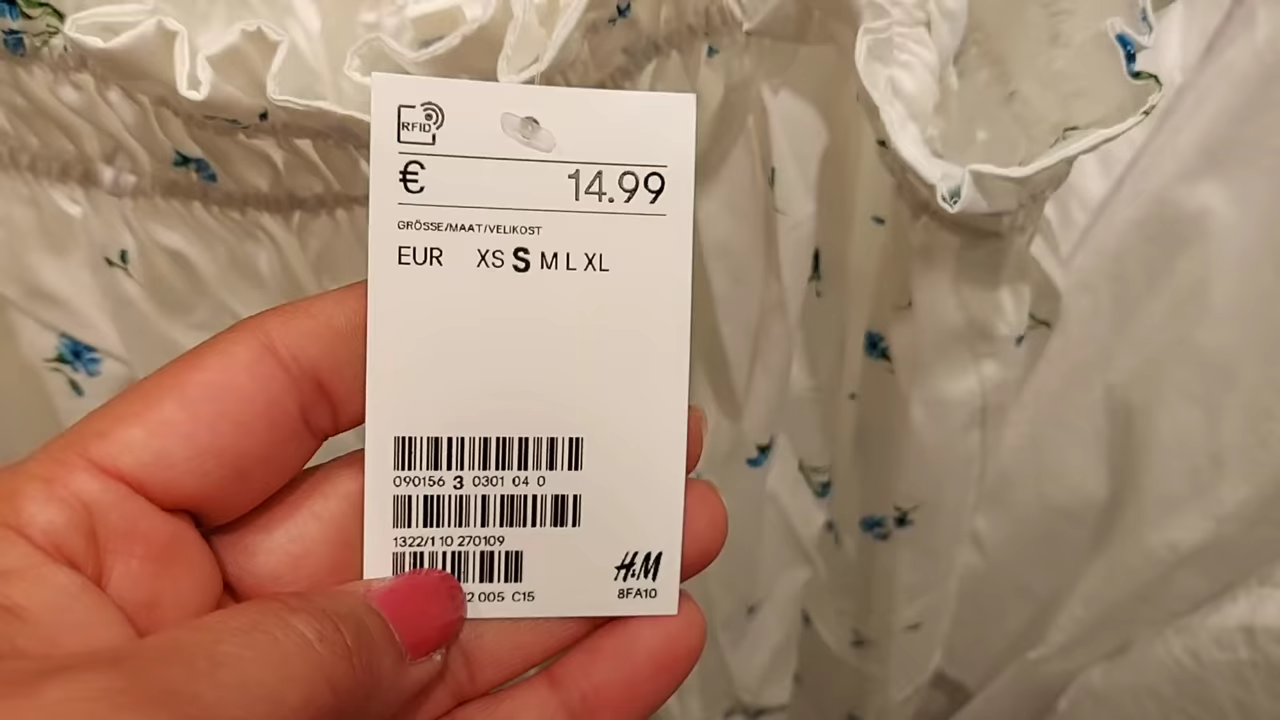 RFID
€ 14.99
GRÖSSE/MAAT/VELIKOST
EUR XS S M L XL
090156 3 0301 04 0
1322/1 10 270109
2 005 C15
H&M
8FA10